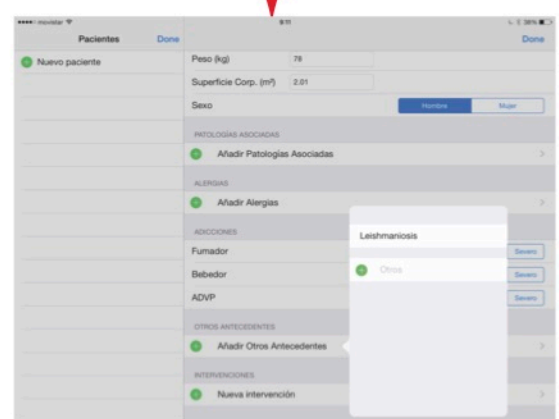 movistar 9:11 38%
Pacientes Done Done
Nuevo paciente
Peso (kg) 78
Superficie Corp. (m²) 2.01
Sexo Hombre Mujer
PATOLOGÍAS ASOCIADAS
Añadir Patologías Asociadas
ALERGIAS
Añadir Alergias
ADICCIONES
Leishmaniosis
Fumador Severo
Otros
Bebedor Severo
ADVP Severo
OTROS ANTECEDENTES
Añadir Otros Antecedentes
INTERVENCIONES
Nueva intervención